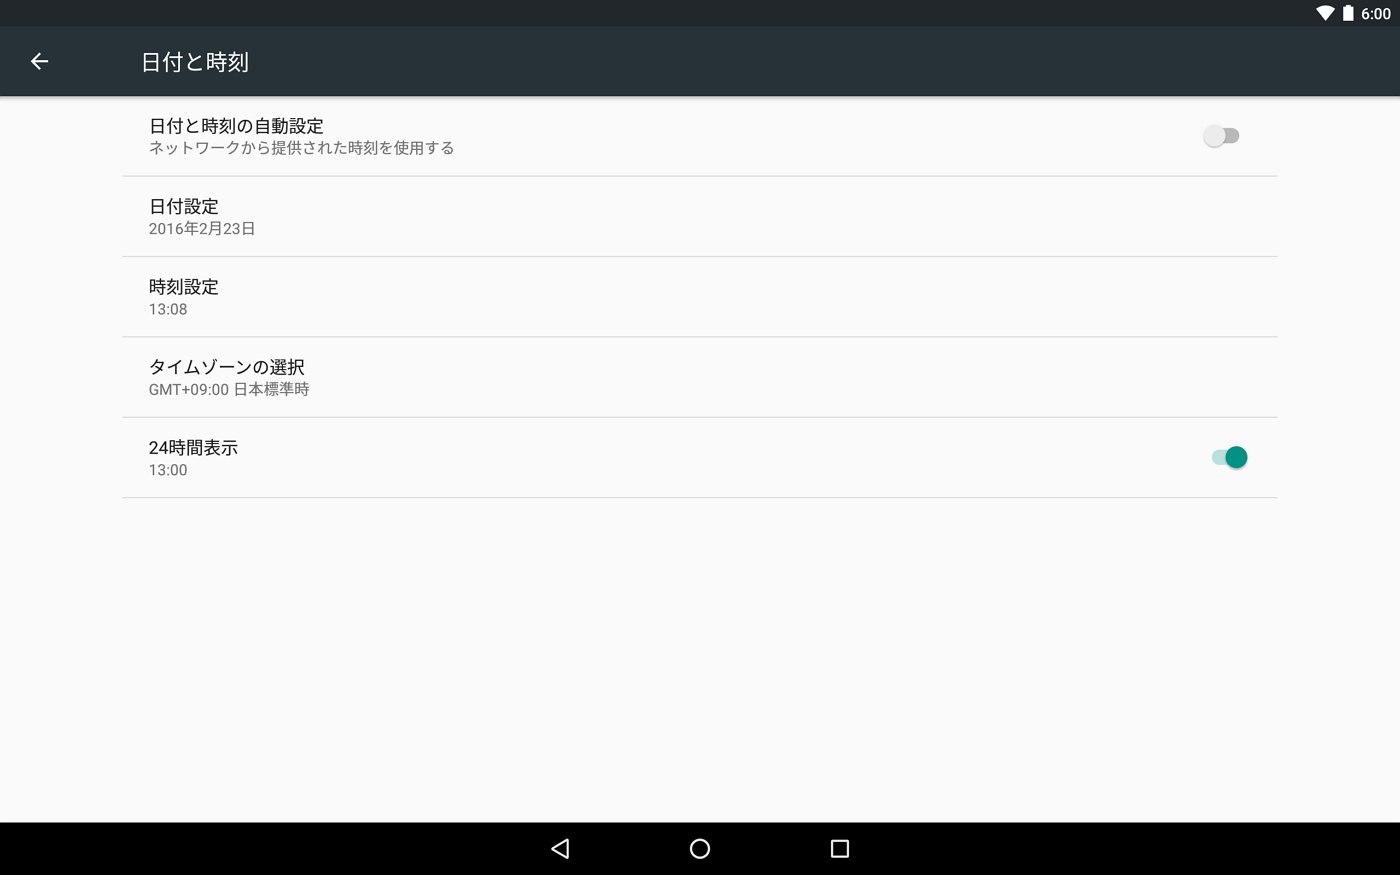 6:00
日付と時刻
日付と時刻の自動設定
ネットワークから提供された時刻を使用する
日付設定
2016年2月23日
時刻設定
13:08
タイムゾーンの選択
GMT+09:00 日本標準時
24時間表示
13:00